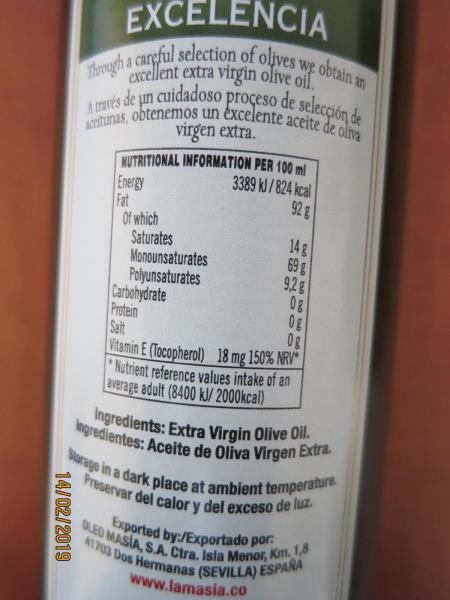 EXCELENCIA
Through a careful selection of olives we obtain an
excellent extra virgin olive oil.
A través de un cuidadoso proceso de selección de
aceitunas, obtenemos un excelente aceite de oliva
virgen extra.
NUTRITIONAL INFORMATION PER 100 ml
Energy 3389 kJ / 824 kcal
Fat 92 g
Of which
Saturates 14 g
Monounsaturates 69 g
Polyunsaturates 9,2 g
Carbohydrate 0 g
Protein 0 g
Salt 0 g
Vitamin E (Tocopherol) 18 mg 150% NRV*
* Nutrient reference values intake of an
average adult (8400 kJ/ 2000kcal)
Ingredients: Extra Virgin Olive Oil.
Ingredientes: Aceite de Oliva Virgen Extra.
Storage in a dark place at ambient temperature.
Preservar del calor y del exceso de luz.
Exported by:/Exportado por:
OLEO MASÍA, S.A. Ctra. Isla Menor, Km. 1,8
41703 Dos Hermanas (SEVILLA) ESPAÑA
www.lamasia.co
14/02/2019